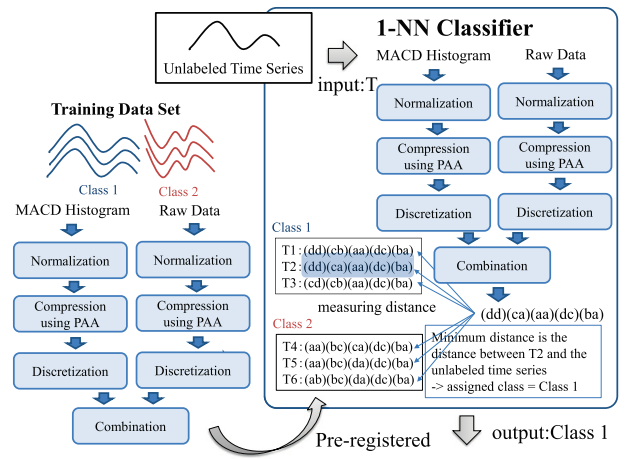 1-NN Classifier
Unlabeled Time Series
input:T
MACD Histogram
Raw Data
Normalization
Normalization
Compression
using PAA
Compression
using PAA
Discretization
Discretization
Combination
(dd)(ca)(aa)(dc)(ba)
Training Data Set
Class 1
Class 2
MACD Histogram
Raw Data
Normalization
Normalization
Compression
using PAA
Compression
using PAA
Discretization
Discretization
Combination
Class 1
T1:(dd)(cb)(aa)(dc)(ba)
T2:(dd)(ca)(aa)(dc)(ba)
T3:(cd)(cb)(aa)(dc)(ba)
measuring distance
Class 2
T4:(aa)(bc)(ca)(dc)(ba)
T5:(aa)(bc)(da)(dc)(ba)
T6:(ab)(bc)(da)(dc)(ba)
Minimum distance is the
distance between T2 and the
unlabeled time series
-> assigned class = Class 1
Pre-registered
output:Class 1